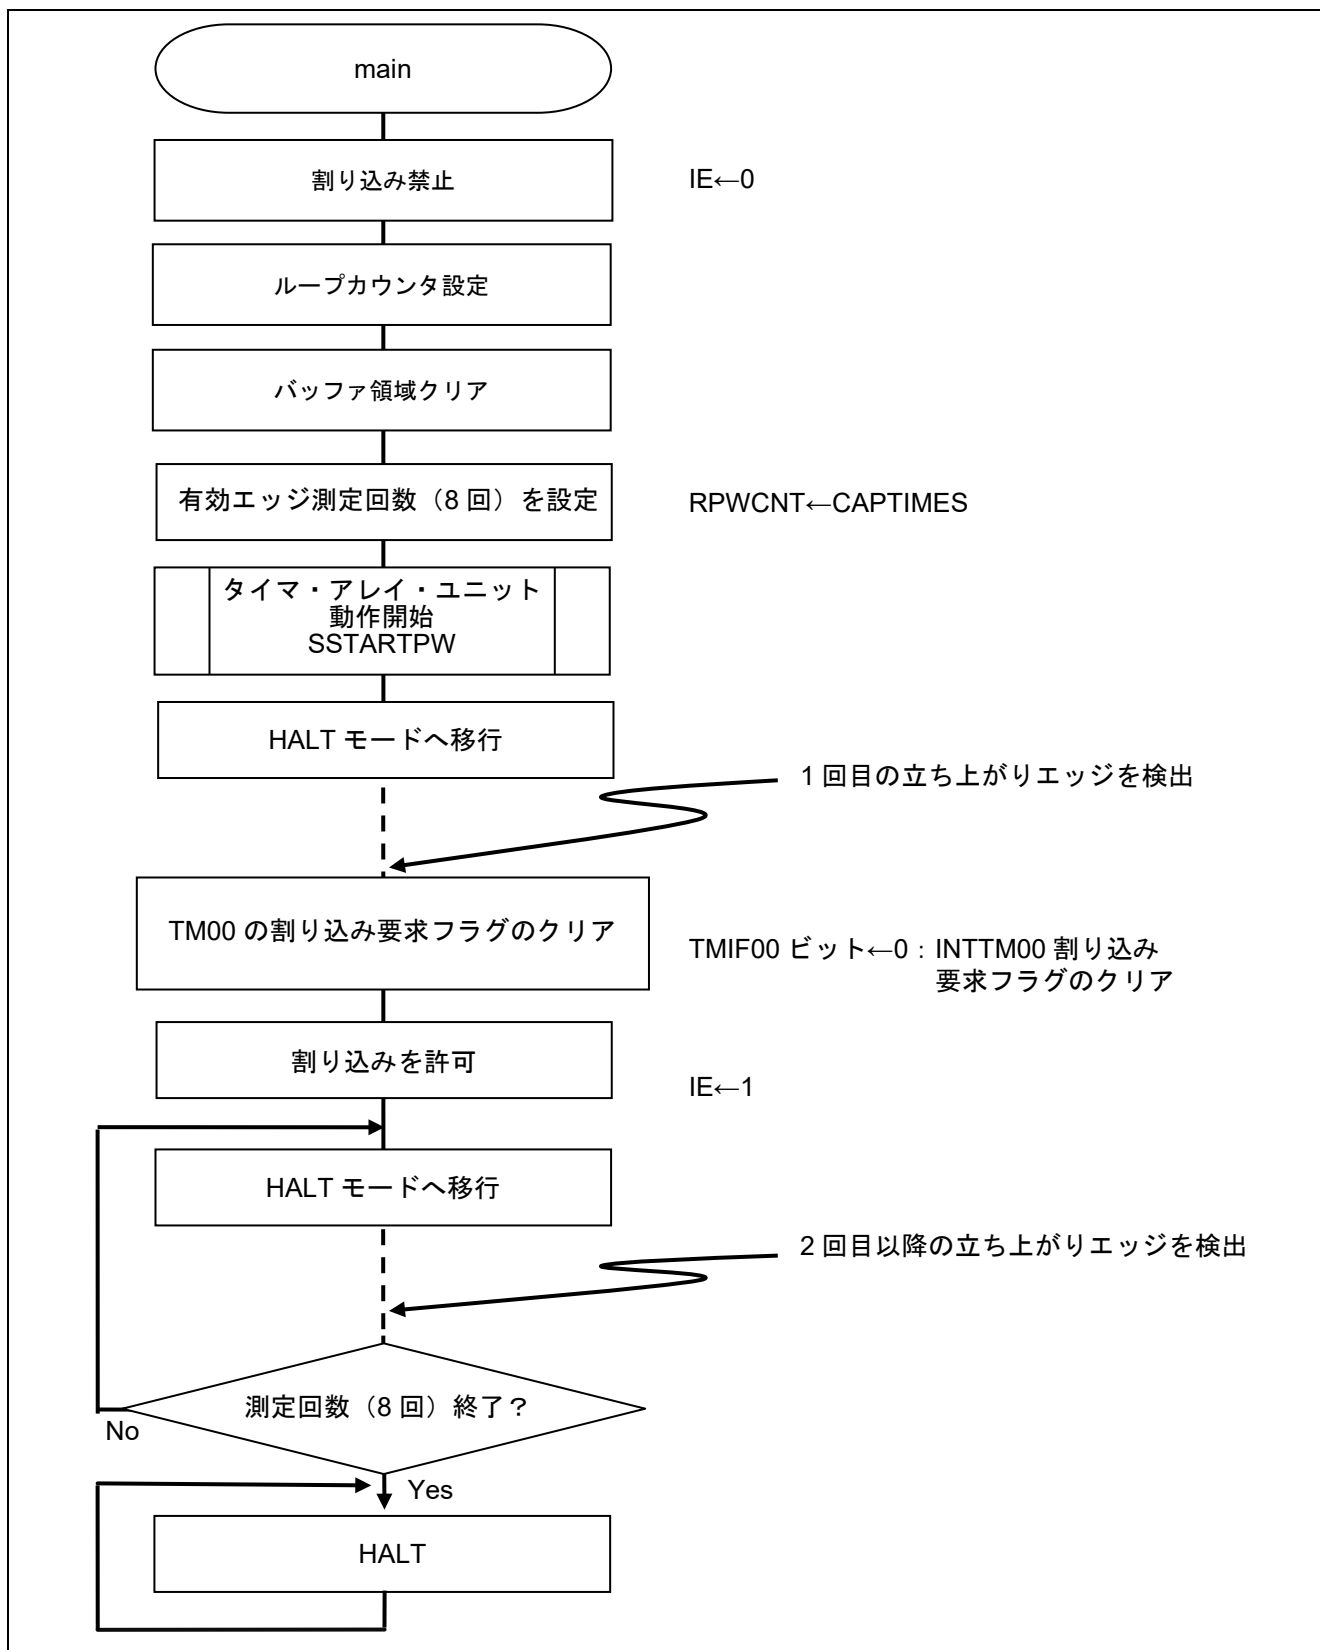 main
割り込み禁止
IE←0
ループカウンタ設定
バッファ領域クリア
有効エッジ測定回数（8 回）を設定
RPWCNT←CAPTIMES
タイマ・アレイ・ユニット
動作開始
SSTARTPW
HALT モードへ移行
1 回目の立ち上がりエッジを検出
TM00 の割り込み要求フラグのクリア
TMIF00 ビット←0：INTTM00 割り込み
要求フラグのクリア
割り込みを許可
IE←1
HALT モードへ移行
2 回目以降の立ち上がりエッジを検出
測定回数（8 回）終了？
No
Yes
HALT